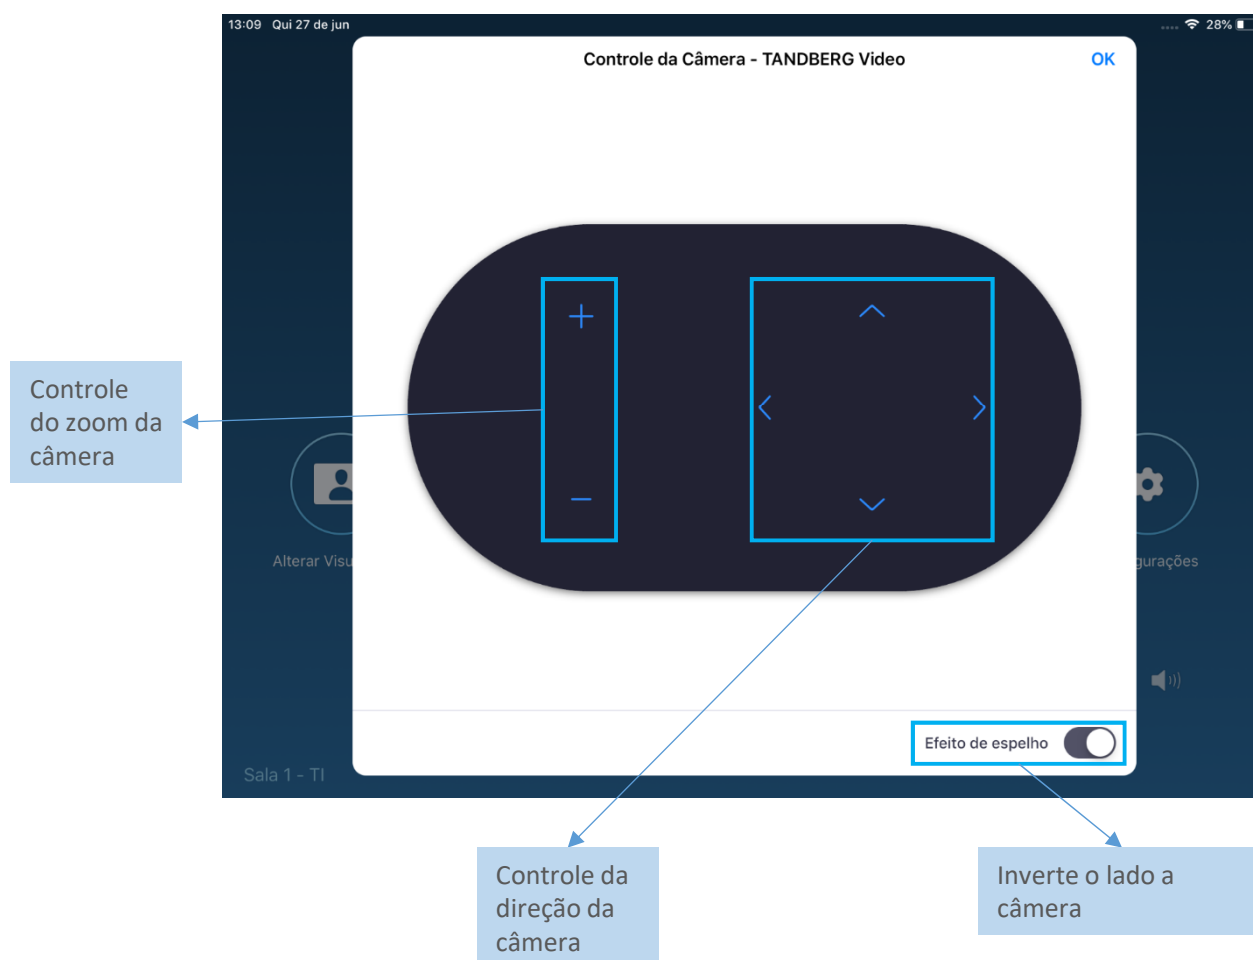 13:09 Qui 27 de jun
28%
Controle da Câmera - TANDBERG Video
OK
+
−
Controle
do zoom da
câmera
Alterar Visu
gurações
Efeito de espelho
Sala 1 - TI
Controle da
direção da
câmera
Inverte o lado a
câmera